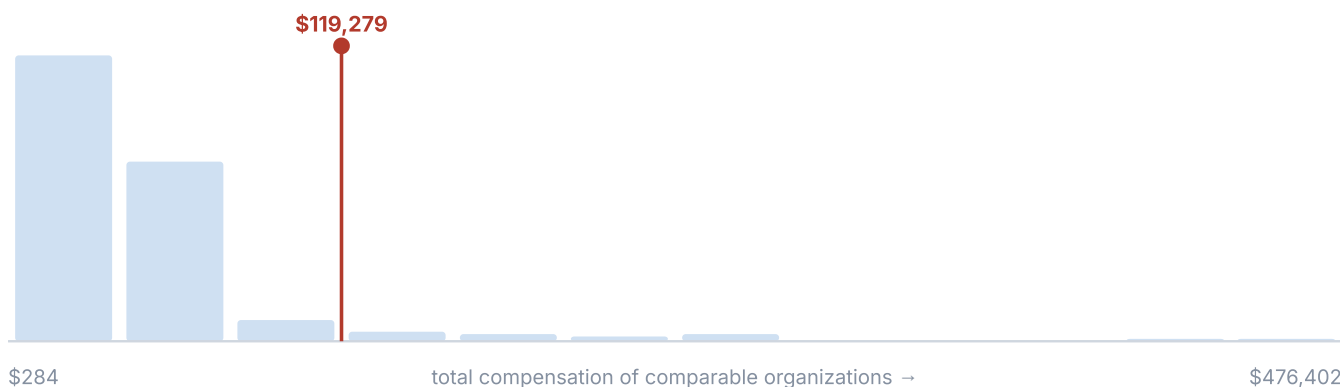 $119,279
$284
total compensation of comparable organizations →
$476,402